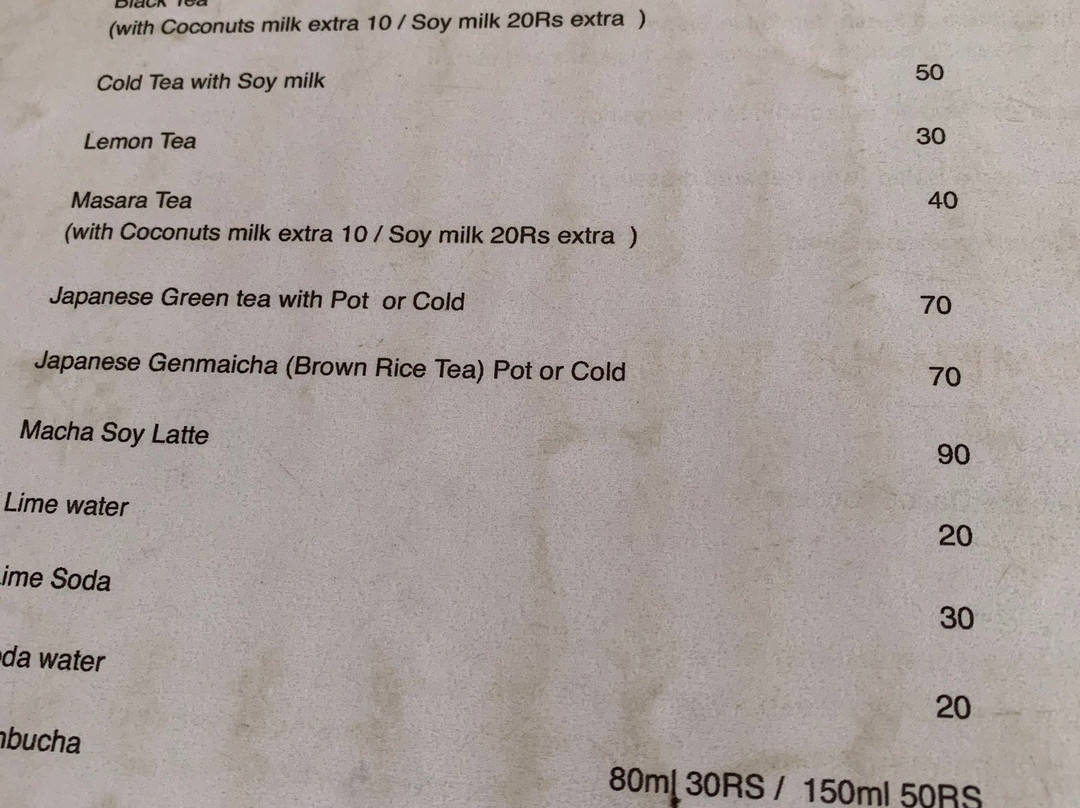 Black Tea
(with Coconuts milk extra 10 / Soy milk 20Rs extra )
Cold Tea with Soy milk 50
Lemon Tea 30
Masara Tea 40
(with Coconuts milk extra 10 / Soy milk 20Rs extra )
Japanese Green tea with Pot or Cold 70
Japanese Genmaicha (Brown Rice Tea) Pot or Cold 70
Macha Soy Latte 90
Lime water 20
ime Soda 30
da water 20
bucha 80ml 30RS / 150ml 50RS